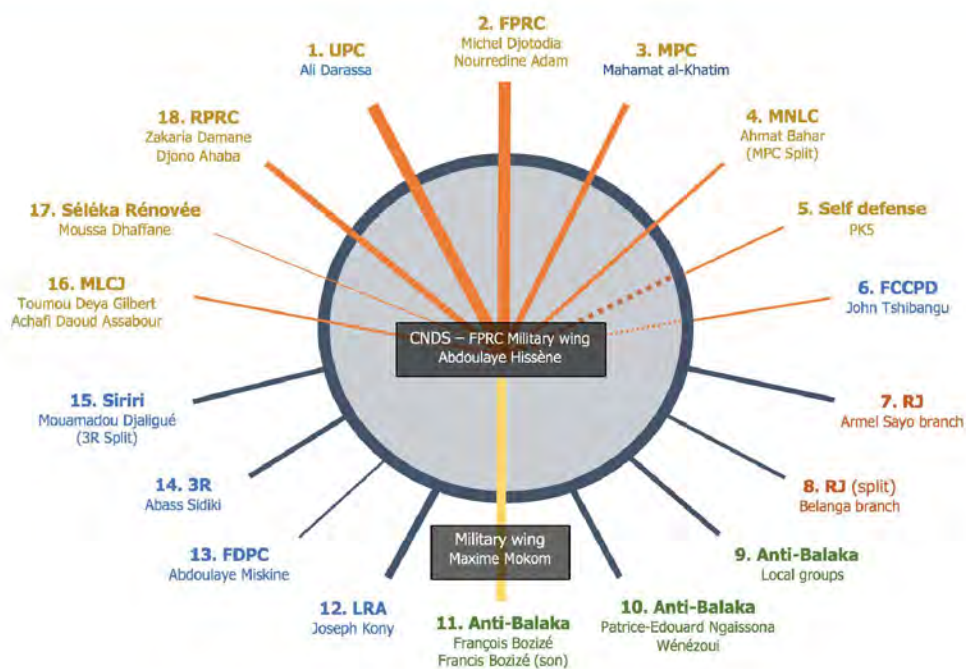 1. UPC
Ali Darassa
2. FPRC
Michel Djotodia
Nourredine Adam
3. MPC
Mahamat al-Khatim
4. MNLC
Ahmat Bahar
(MPC Split)
5. Self defense
PK5
6. FCCPD
John Tshibangu
7. RJ
Armel Sayo branch
8. RJ (split)
Belanga branch
9. Anti-Balaka
Local groups
10. Anti-Balaka
Patrice-Edouard Ngaissona
Wénézoui
11. Anti-Balaka
François Bozizé
Francis Bozizé (son)
12. LRA
Joseph Kony
13. FDPC
Abdoulaye Miskine
14. 3R
Abass Sidiki
15. Siriri
Mouamadou Djaligué
(3R Split)
16. MLCJ
Toumou Deya Gilbert
Achafi Daoud Assabour
17. Séléka Rénovée
Moussa Dhaffane
18. RPRC
Zakaria Damane
Djono Ahaba
CNDS – FPRC Military wing
Abdoulaye Hissène
Military wing
Maxime Mokom